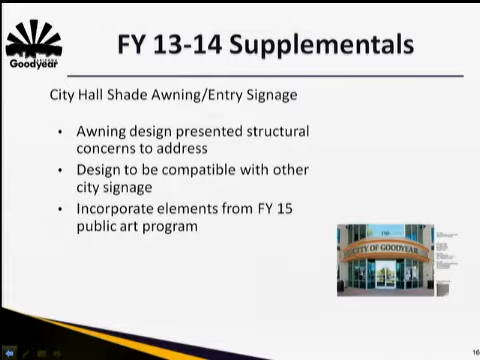 FY 13-14 Supplementals
Goodyear
City Hall Shade Awning/Entry Signage
• Awning design presented structural
concerns to address
• Design to be compatible with other
city signage
• Incorporate elements from FY 15
public art program
CITY OF GOODYEAR
16